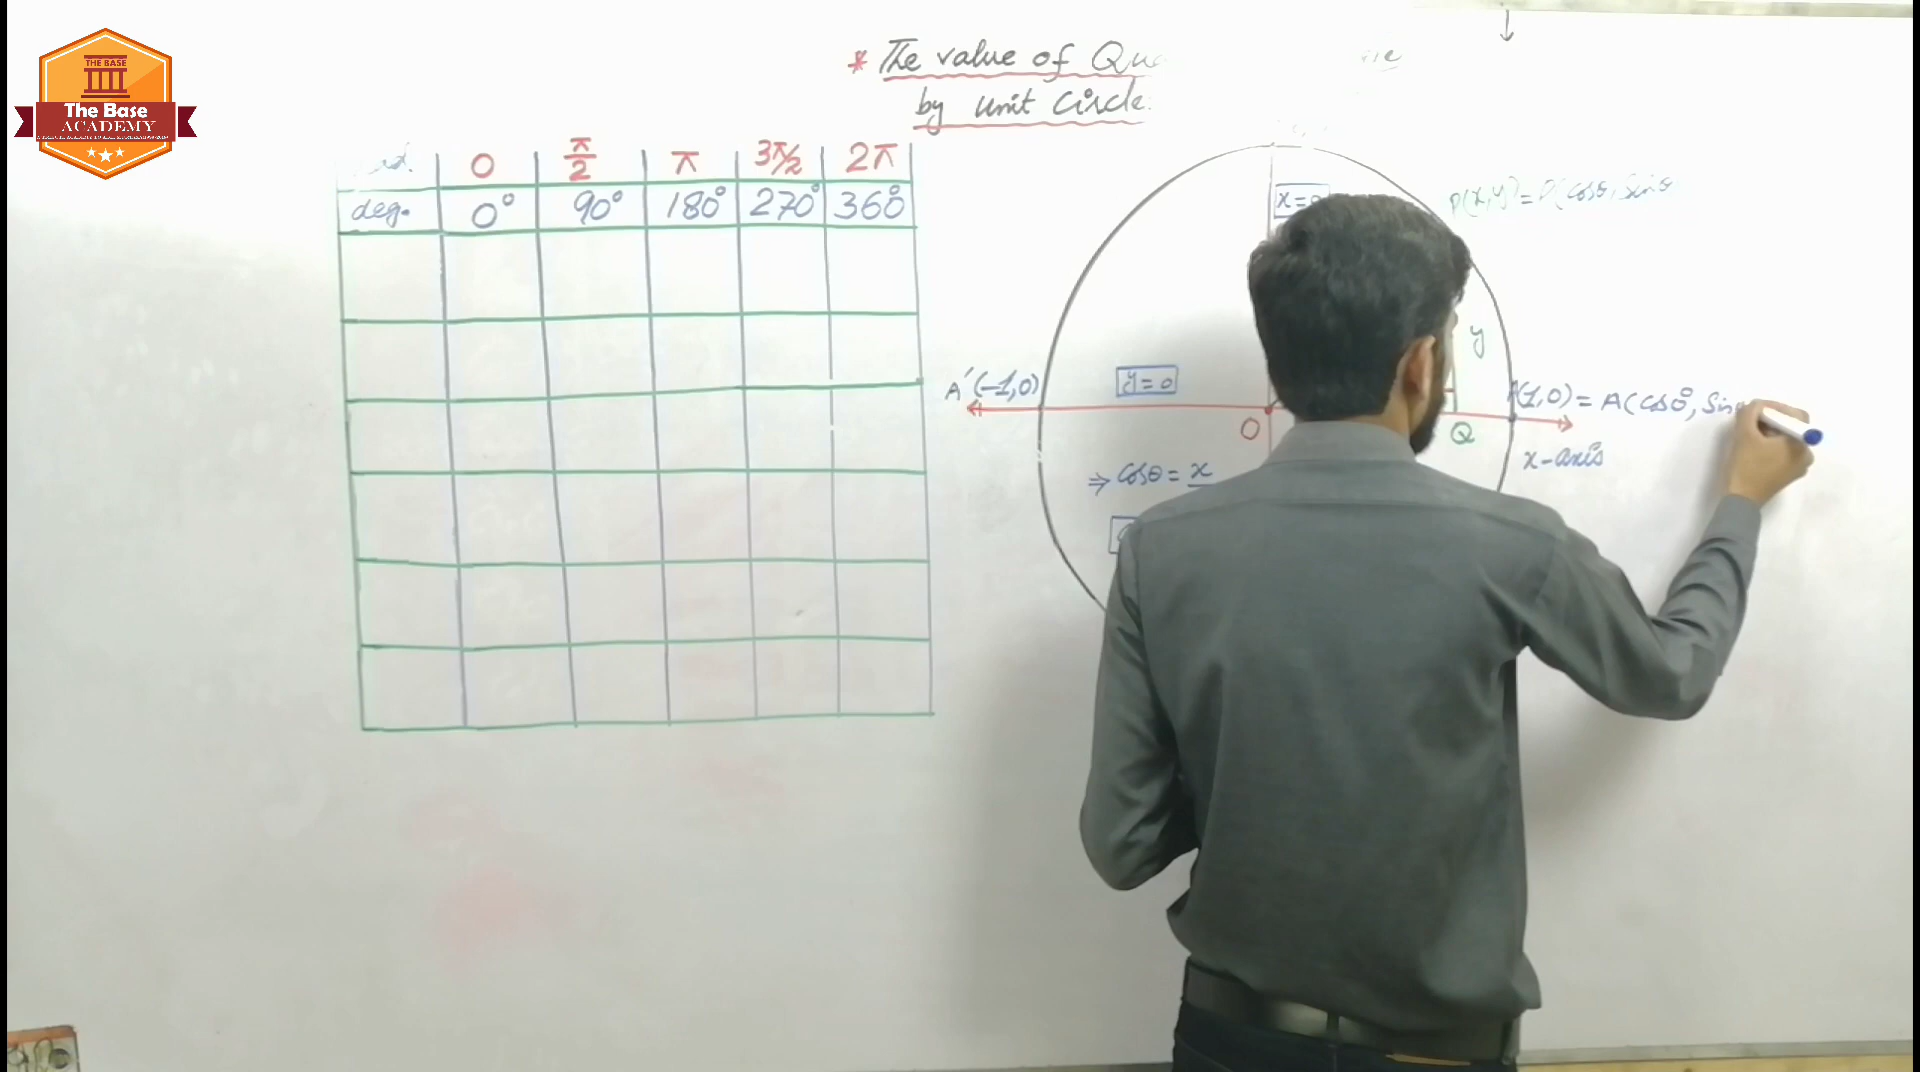 THE BASE
The Base
ACADEMY
* The value of
by unit circle.
0 π/2 π 3π/2 2π
deg. 0° 90° 180° 270° 360°
x=0
P(x,y) = P(cosθ, sinθ
y
A'(-1,0)
y=0
(1,0) = A(cos0°, Sin
O
Q
x-axis
⇒ cosθ = x